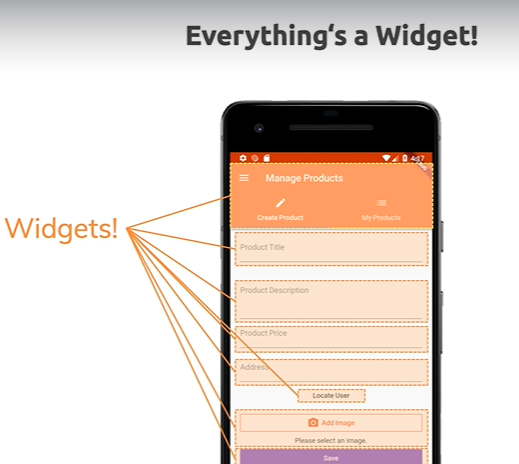 Everything‘s a Widget!
4:17
Manage Products
Create Product
My Products
Widgets!
Product Title
Product Description
Product Price
Address
Locate User
Add Image
Please select an image.
Save